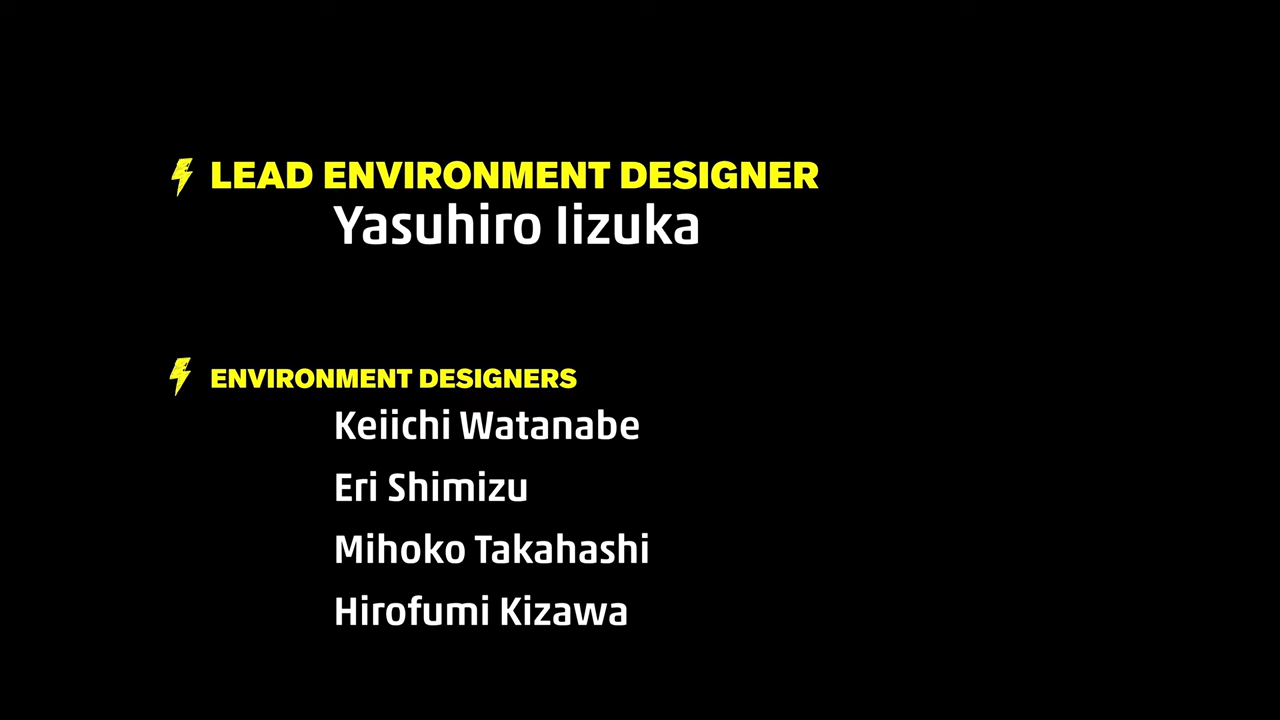 LEAD ENVIRONMENT DESIGNER
Yasuhiro Iizuka
ENVIRONMENT DESIGNERS
Keiichi Watanabe
Eri Shimizu
Mihoko Takahashi
Hirofumi Kizawa